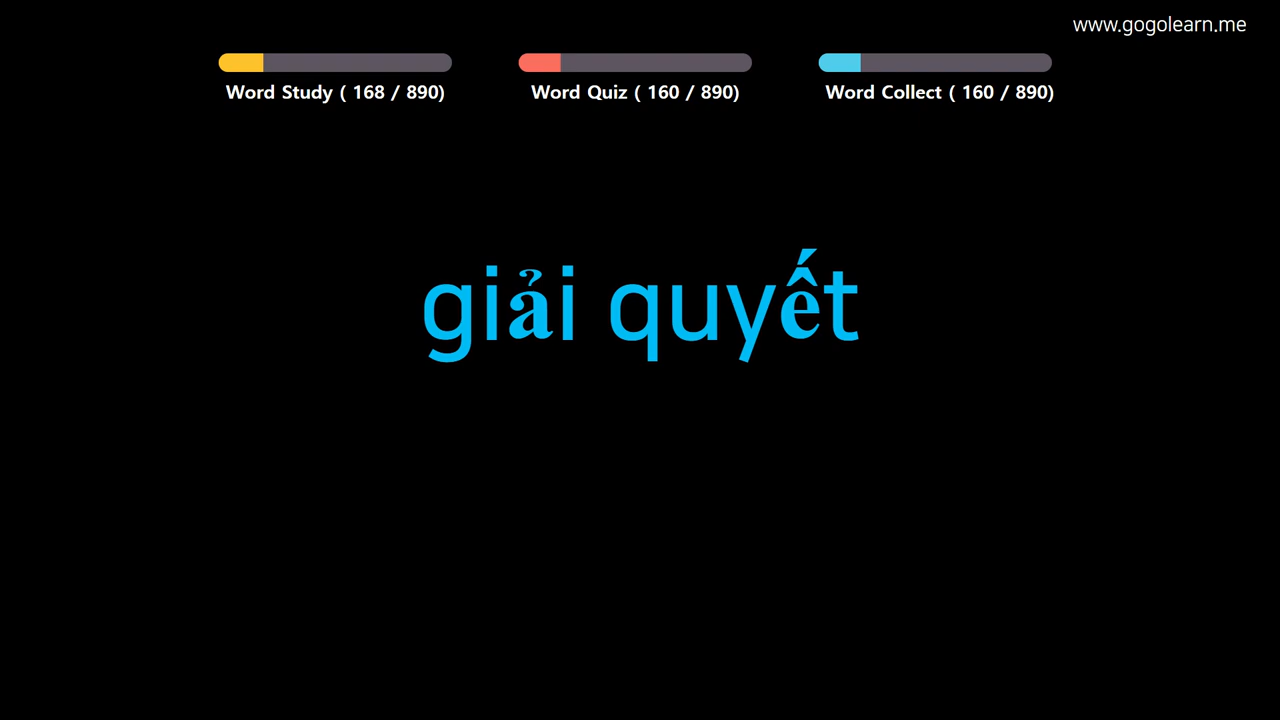 www.gogolearn.me
Word Study ( 168 / 890)
Word Quiz ( 160 / 890)
Word Collect ( 160 / 890)
giải quyết